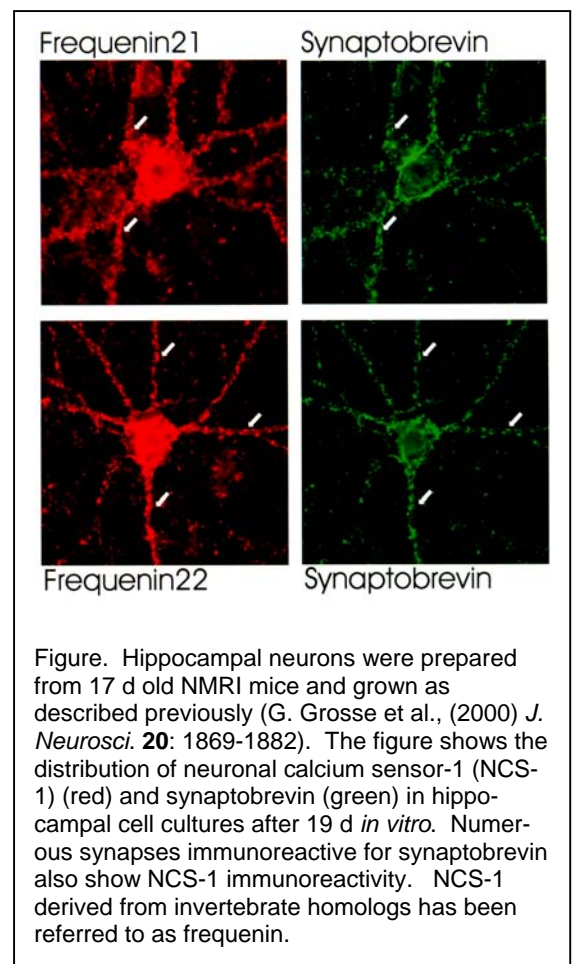 Frequenin21 Synaptobrevin
Frequenin22 Synaptobrevin
Figure. Hippocampal neurons were prepared
from 17 d old NMRI mice and grown as
described previously (G. Grosse et al., (2000) J.
Neurosci. 20: 1869-1882). The figure shows the
distribution of neuronal calcium sensor-1 (NCS-
1) (red) and synaptobrevin (green) in hippo-
campal cell cultures after 19 d in vitro. Numer-
ous synapses immunoreactive for synaptobrevin
also show NCS-1 immunoreactivity. NCS-1
derived from invertebrate homologs has been
referred to as frequenin.